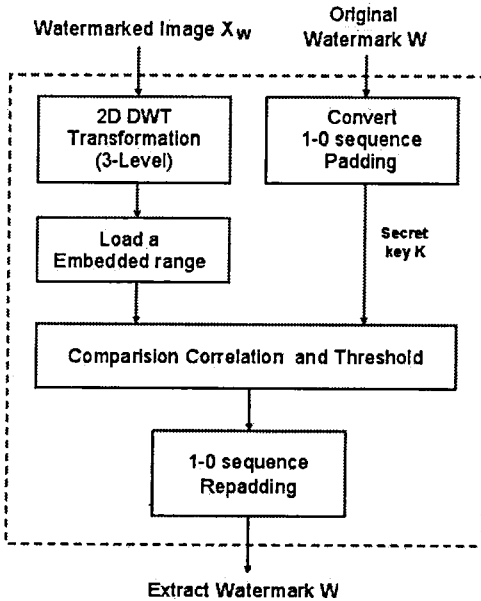 Watermarked Image Xw
Original
Watermark W
2D DWT
Transformation
(3-Level)
Convert
1-0 sequence
Padding
Load a
Embedded range
Secret
key K
Comparision Correlation and Threshold
1-0 sequence
Repadding
Extract Watermark W